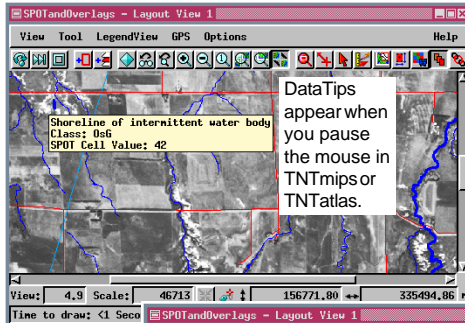 SPOTandOverlays - Layout View 1
View Tool LegendView GPS Options Help
DataTips
appear when
you pause
the mouse in
TNTmips or
TNTatlas.
Shoreline of intermittent water body
Class: OsG
SPOT Cell Value: 42
View: 4.9 Scale: 46713 156771.80 335494.86
Time to draw: <1 Seco
SPOTandOverlays - Layout View 1